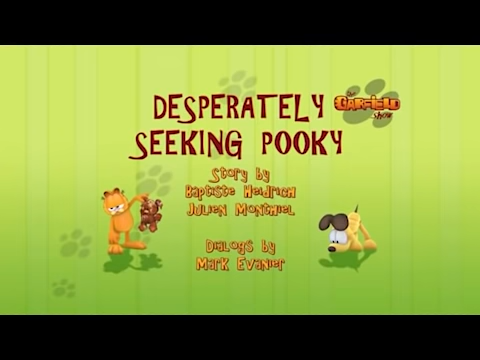 DESPERATELY
SEEKING POOKY
the
GARFIELD
show
Story by
Baptiste Heidrich
Julien Monthiel
Dialogs by
Mark Evanier